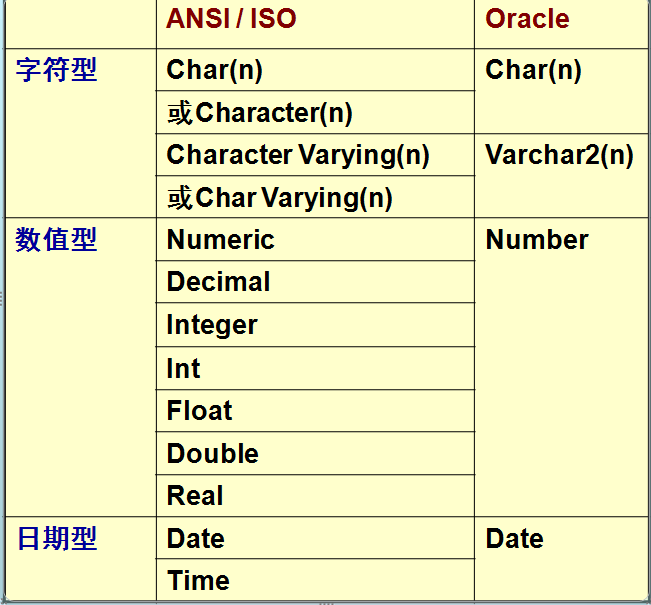 ANSI / ISO Oracle
字符型 Char(n) Char(n)
或Character(n)
Character Varying(n) Varchar2(n)
或Char Varying(n)
数值型 Numeric Number
Decimal
Integer
Int
Float
Double
Real
日期型 Date Date
Time